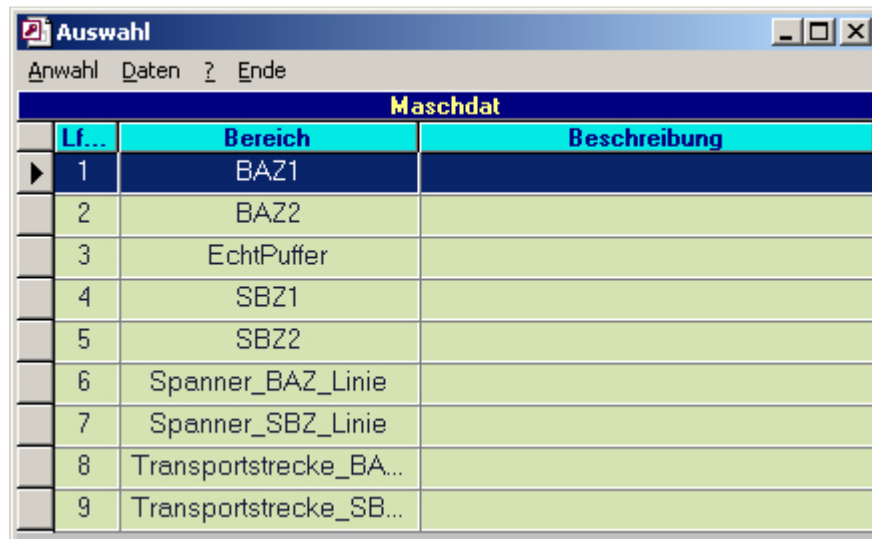 Auswahl
Anwahl Daten ? Ende
Maschdat
Lf... Bereich Beschreibung
1 BAZ1
2 BAZ2
3 EchtPuffer
4 SBZ1
5 SBZ2
6 Spanner_BAZ_Linie
7 Spanner_SBZ_Linie
8 Transportstrecke_BA...
9 Transportstrecke_SB...